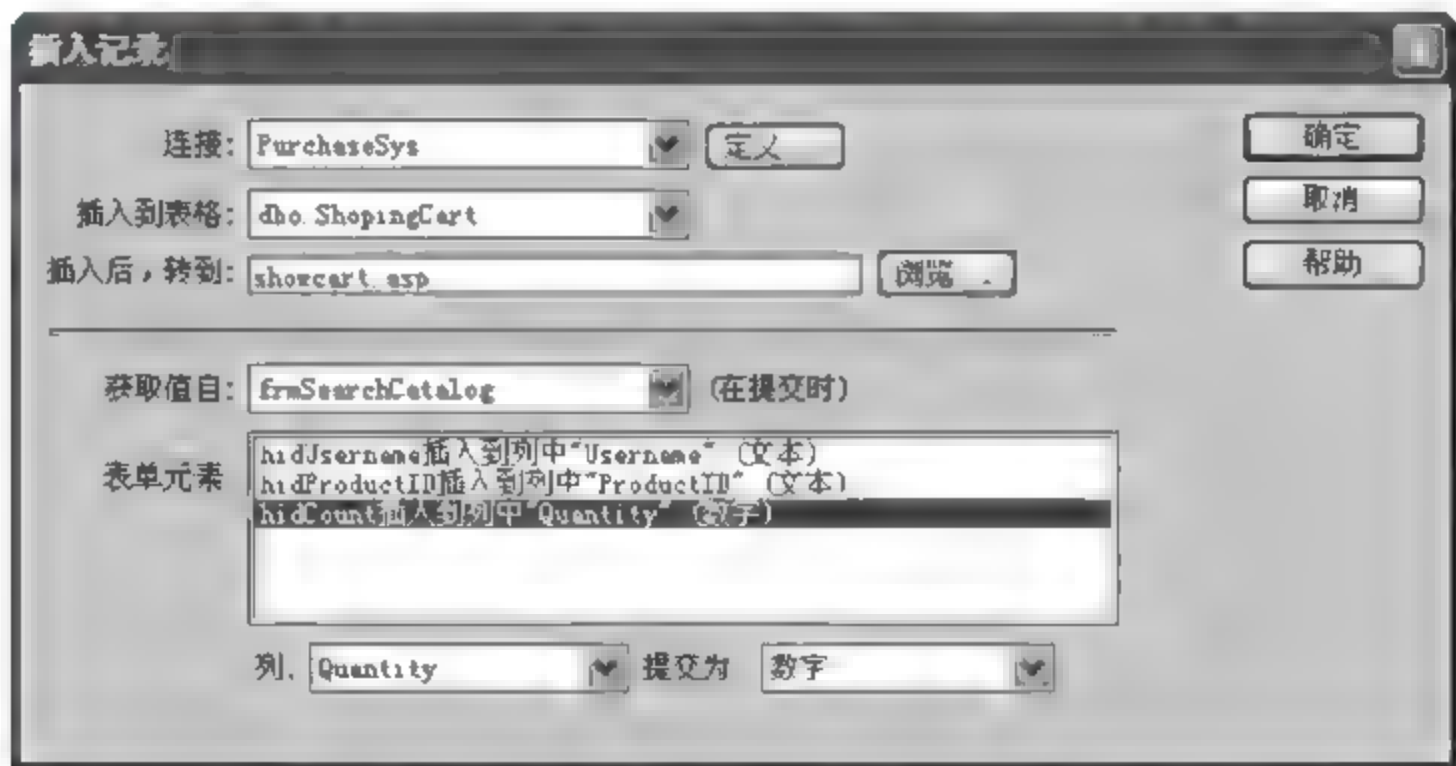 插入记录
连接: PurchaseSys 定义
确定
插入到表格: dbo.ShopingCart
取消
插入后，转到: showcart.asp 浏览...
帮助
获取值自: frmSearchCatalog (在提交时)
表单元素
hidUsername插入到列中"Username" (文本)
hidProductID插入到列中"ProductID" (文本)
hidCount插入到列中"Quantity" (数字)
列: Quantity 提交为 数字